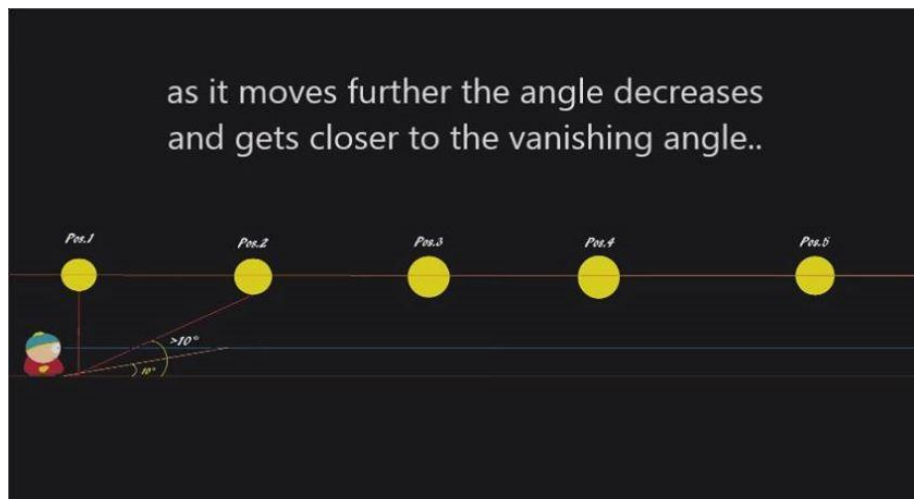 as it moves further the angle decreases
and gets closer to the vanishing angle..
Pos.1
Pos.2
Pos.3
Pos.4
Pos.5
>10°
10°